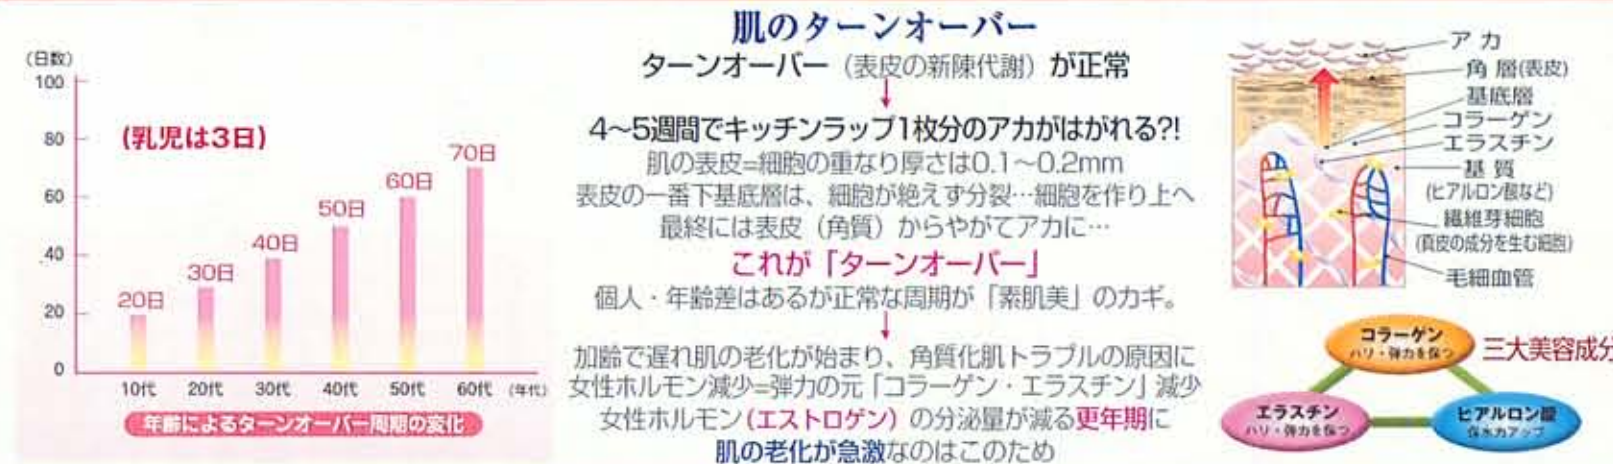 肌のターンオーバー
ターンオーバー（表皮の新陳代謝）が正常
4～5週間でキッチンラップ1枚分のアカがはがれる?!
肌の表皮=細胞の重なり厚さは0.1～0.2mm
表皮の一番下基底層は、細胞が絶えず分裂…細胞を作り上へ
最終には表皮（角質）からやがてアカに…
これが「ターンオーバー」
個人・年齢差はあるが正常な周期が「素肌美」のカギ。
加齢で遅れ肌の老化が始まり、角質化肌トラブルの原因に
女性ホルモン減少=弾力の元「コラーゲン・エラスチン」減少
女性ホルモン(エストロゲン）の分泌量が減る更年期に
肌の老化が急激なのはこのため
(日数)
100
80
60
40
20
0
(乳児は3日)
20日
30日
40日
50日
60日
70日
10代 20代 30代 40代 50代 60代 (年代)
年齢によるターンオーバー周期の変化
アカ
角層(表皮)
基底層
コラーゲン
エラスチン
基質
(ヒアルロン酸など)
繊維芽細胞
(真皮の成分を生む細胞)
毛細血管
コラーゲン
ハリ・弾力を保つ
三大美容成分
エラスチン
ハリ・弾力を保つ
ヒアルロン酸
保水力アップ